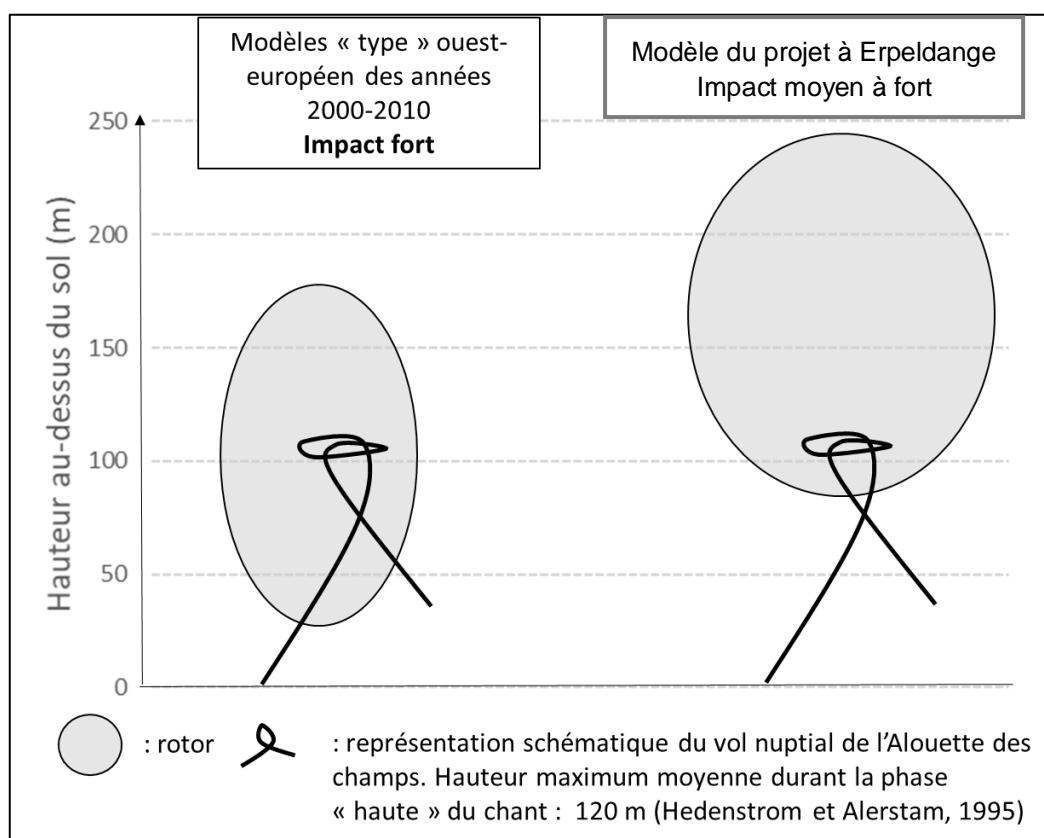 Modèles « type » ouest-
européen des années
2000-2010
Impact fort
Modèle du projet à Erpeldange
Impact moyen à fort
Hauteur au-dessus du sol (m)
250
200
150
100
50
0
: rotor
: représentation schématique du vol nuptial de l’Alouette des
champs. Hauteur maximum moyenne durant la phase
« haute » du chant : 120 m (Hedenstrom et Alerstam, 1995)